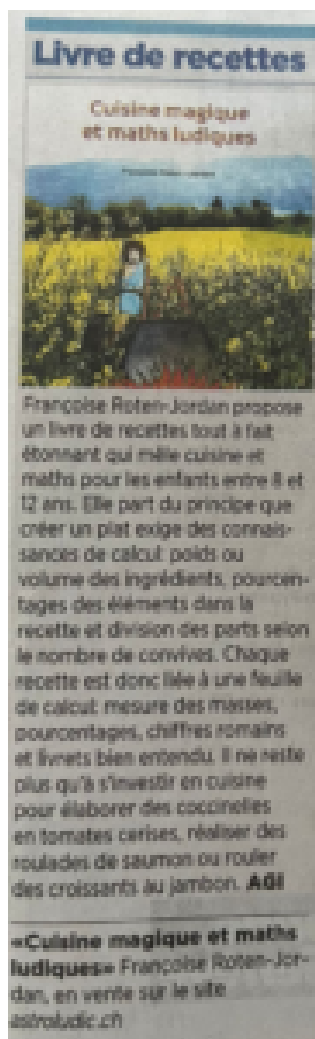 Livre de recettes
Cuisine magique
et maths ludiques
Françoise Roten-Jordan propose
un livre de recettes tout à fait
étonnant qui mêle cuisine et
maths pour les enfants entre 8 et
12 ans. Elle part du principe que
créer un plat exige des connais-
sances de calcul: poids ou
volume des ingrédients, pourcen-
tages des éléments dans la
recette et division des parts selon
le nombre de convives. Chaque
recette est donc liée à une feuille
de calcul: mesure des masses,
pourcentages, chiffres romains
et livrets bien entendu. Il ne reste
plus qu'à s'investir en cuisine
pour élaborer des coccinelles
en tomates cerises, réaliser des
roulades de saumon ou rouler
des croissants au jambon. AGI
«Cuisine magique et maths
ludiques» Françoise Roten-Jor-
dan, en vente sur le site
astroludic.ch